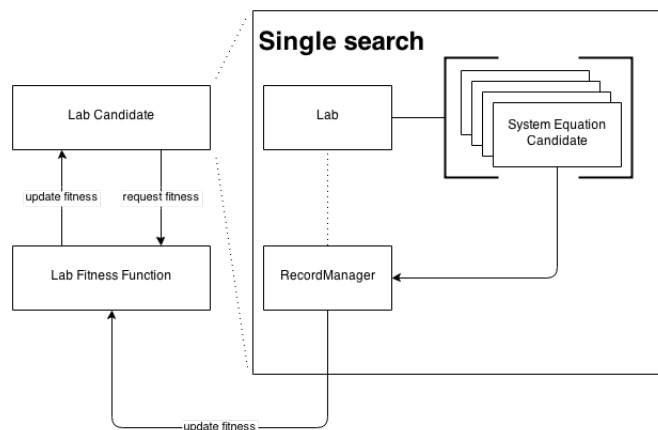 Single search
Lab Candidate
Lab
System Equation
Candidate
update fitness
request fitness
Lab Fitness Function
RecordManager
update fitness